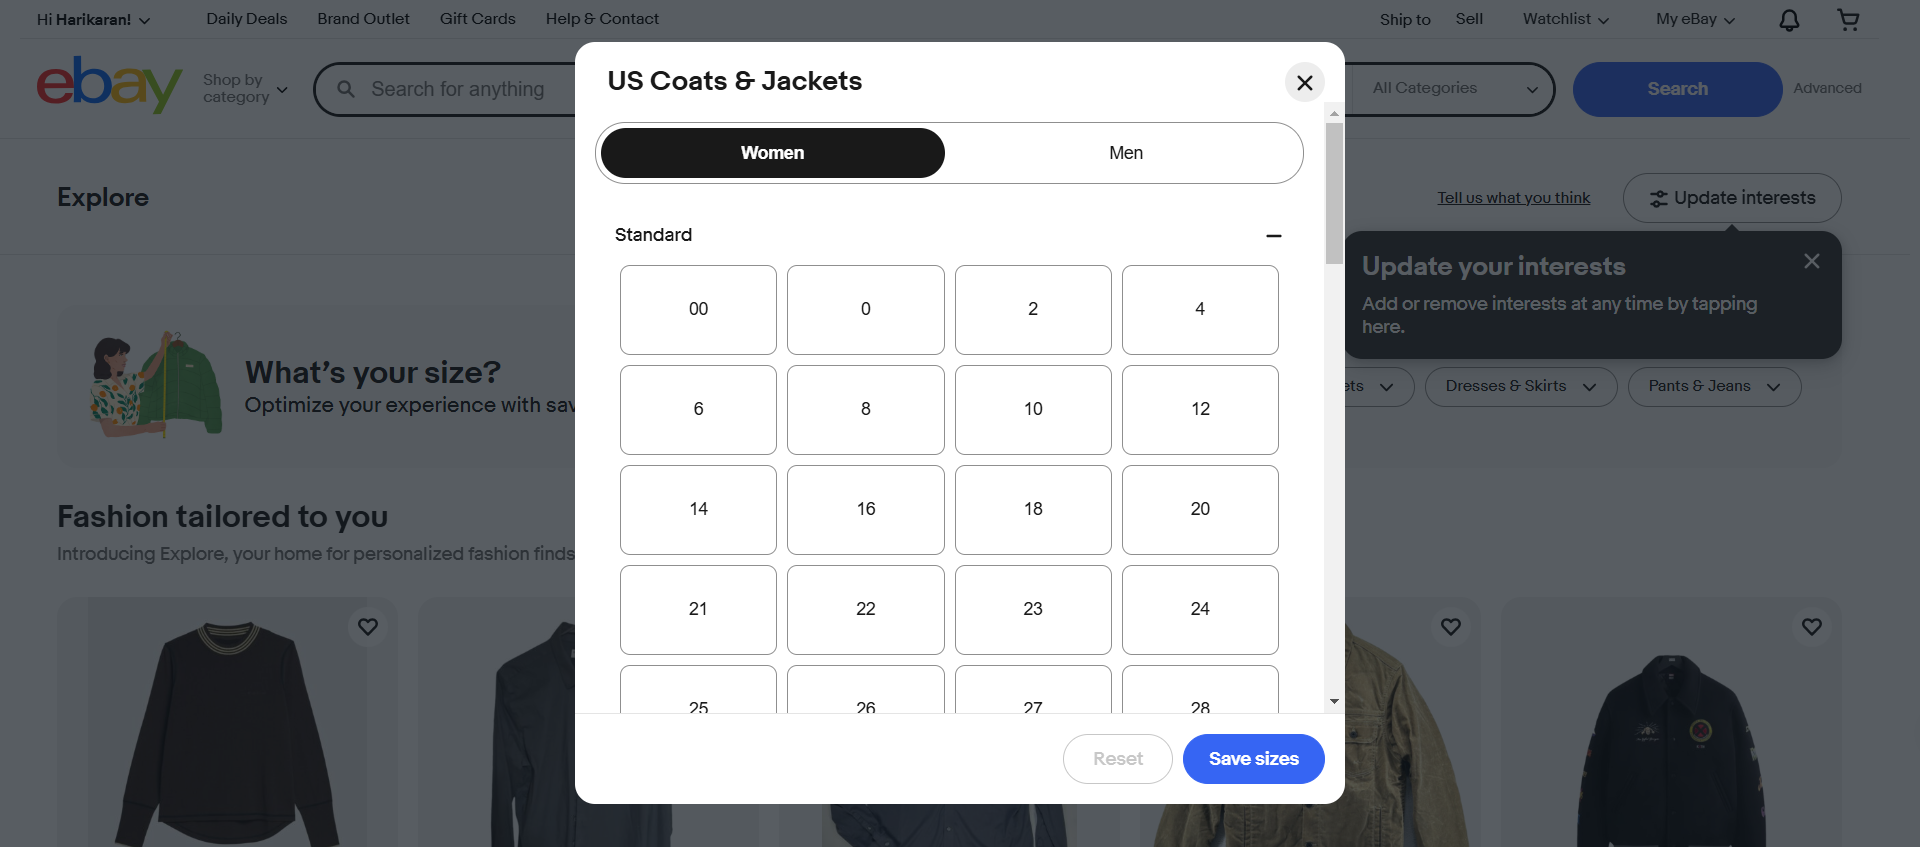 Hi Harikaran!
Daily Deals
Brand Outlet
Gift Cards
Help & Contact
Ship to
Sell
Watchlist
My eBay
ebay
Shop by
category
Search for anything
All Categories
Search
Advanced
US Coats & Jackets
Women
Men
Explore
Tell us what you think
Update interests
Standard
Update your interests
Add or remove interests at any time by tapping
here.
00
0
2
4
What's your size?
Optimize your experience with sav
ets
Dresses & Skirts
Pants & Jeans
6
8
10
12
14
16
18
20
Fashion tailored to you
Introducing Explore, your home for personalized fashion finds
21
22
23
24
25
26
27
28
Reset
Save sizes